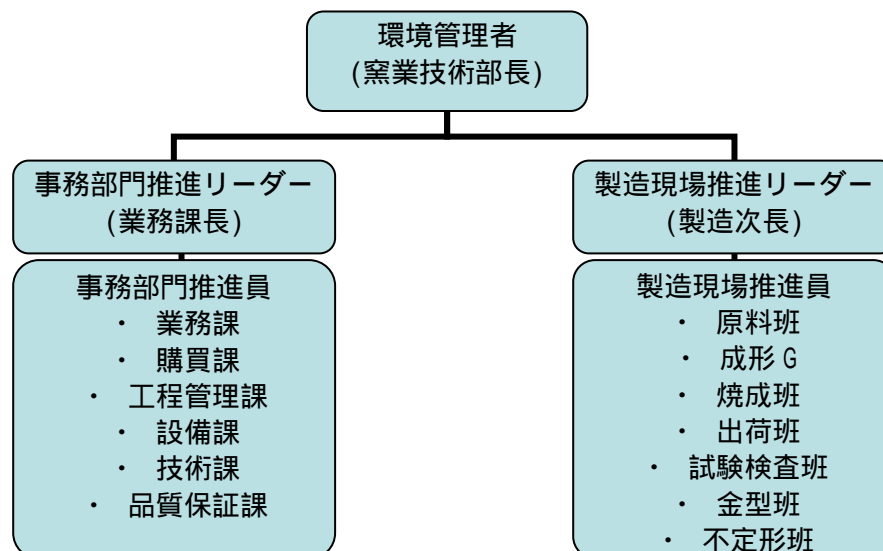 環境管理者
(窯業技術部長)
事務部門推進リーダー
(業務課長)
事務部門推進員
・ 業務課
・ 購買課
・ 工程管理課
・ 設備課
・ 技術課
・ 品質保証課
製造現場推進リーダー
(製造次長)
製造現場推進員
・ 原料班
・ 成形G
・ 焼成班
・ 出荷班
・ 試験検査班
・ 金型班
・ 不定形班